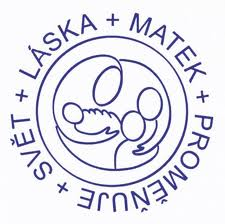 LÁSKA + MATEK + PROMĚŇUJE + SVĚT +